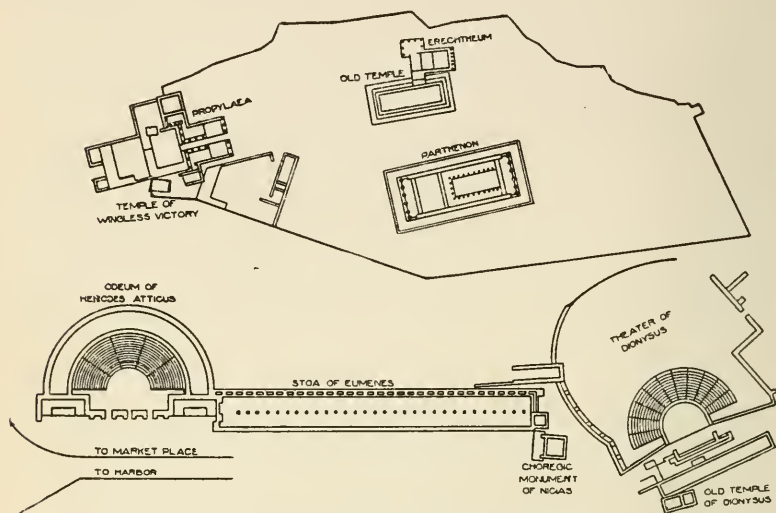 ERECHTHEUM
OLD TEMPLE
PROPYLAEA
PARTHENON
TEMPLE OF
WINGLESS VICTORY
ODEUM OF
HERODES ATTICUS
THEATER OF
DIONYSUS
STOA OF EUMENES
TO MARKET PLACE
TO HARBOR
CHOREGIC
MONUMENT
OF NICIAS
OLD TEMPLE
OF DIONYSUS